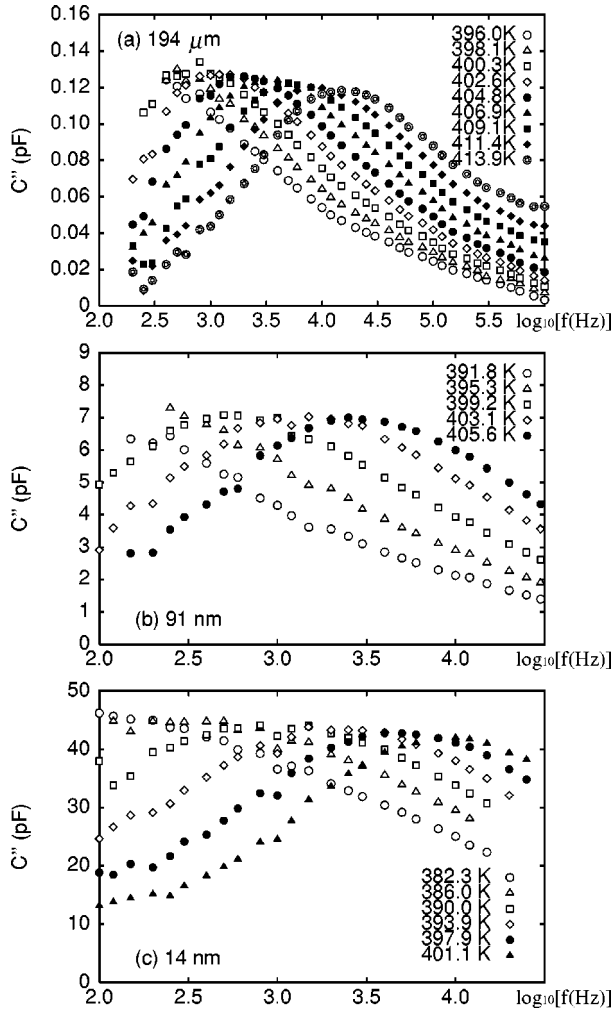 0.16
(a) 194 μm
396.0K
398.1K
400.3K
402.6K
404.8K
406.9K
409.1K
411.4K
413.9K
0.14
0.12
0.10
0.08
0.06
0.04
0.02
0
C" (pF)
2.0 2.5 3.0 3.5 4.0 4.5 5.0 5.5 log10[f(Hz)]
9
8
7
6
5
4
3
2
1
0
C" (pF)
391.8 K
395.3 K
399.2 K
403.1 K
405.6 K
(b) 91 nm
2.0 2.5 3.0 3.5 4.0 log10[f(Hz)]
50
40
30
20
10
0
C" (pF)
382.3 K
386.0 K
390.0 K
393.9 K
397.9 K
401.1 K
(c) 14 nm
2.0 2.5 3.0 3.5 4.0 log10[f(Hz)]